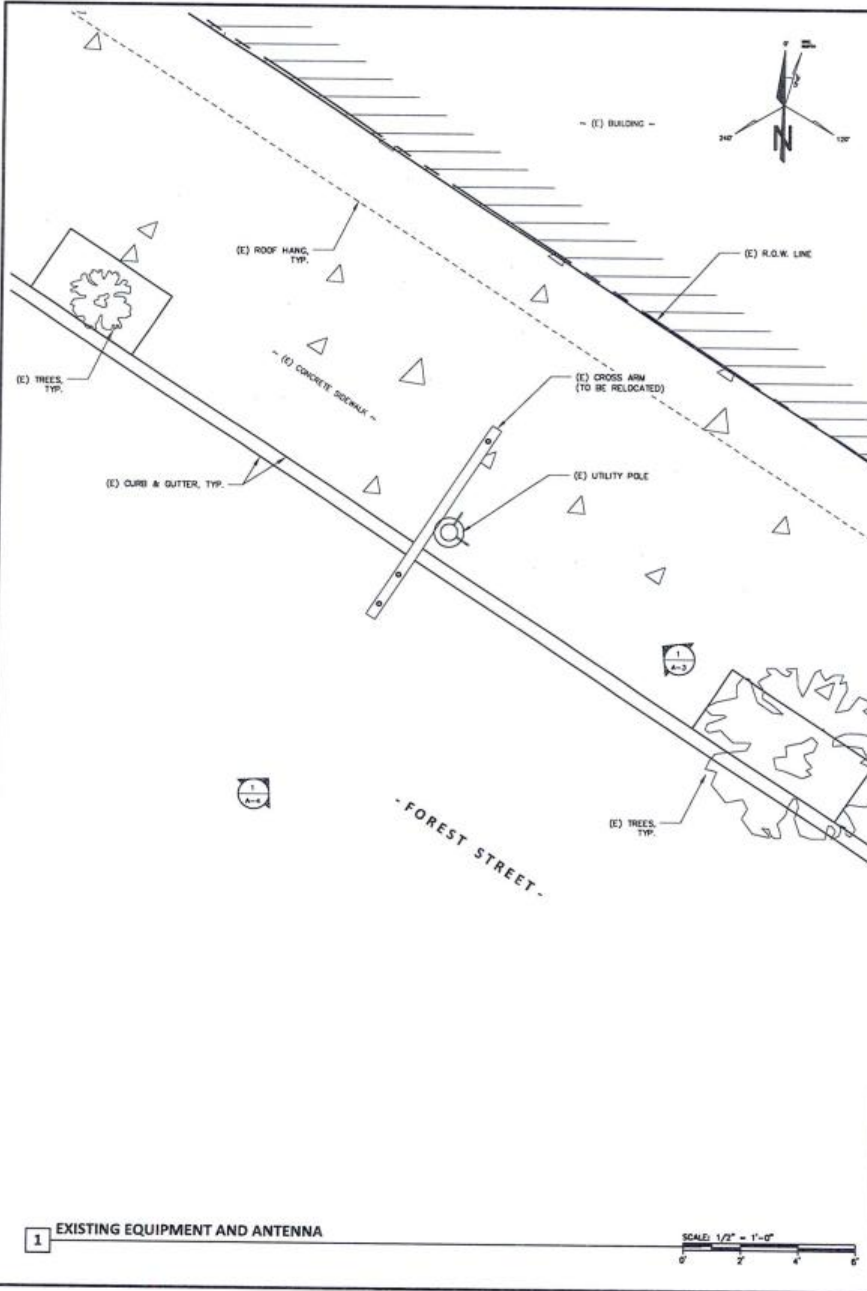 0°
~ (E) BUILDING ~
240°
120°
N
(E) ROOF HANG,
TYP.
(E) R.O.W. LINE
(E) TREES,
TYP.
~ (E) CONCRETE SIDEWALK ~
(E) CROSS ARM
(TO BE RELOCATED)
(E) CURB & GUTTER, TYP.
(E) UTILITY POLE
1
A-3
1
A-4
- FOREST STREET -
(E) TREES,
TYP.
1
EXISTING EQUIPMENT AND ANTENNA
SCALE: 1/2" = 1'-0"
0' 2' 4' 6'